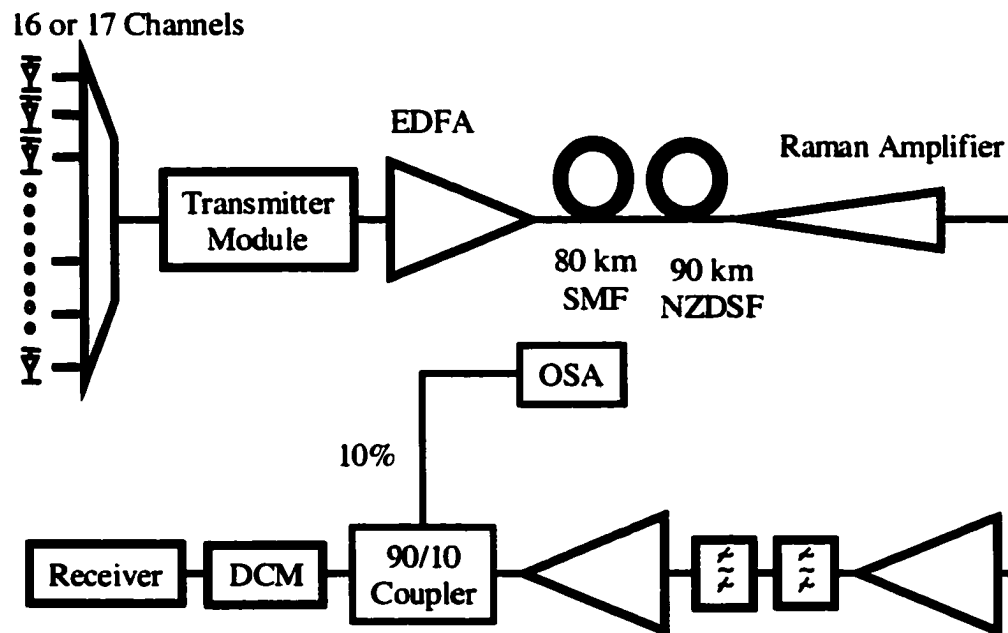 16 or 17 Channels
EDFA
Raman Amplifier
Transmitter
Module
80 km
SMF
90 km
NZDSF
OSA
10%
Receiver
DCM
90/10
Coupler